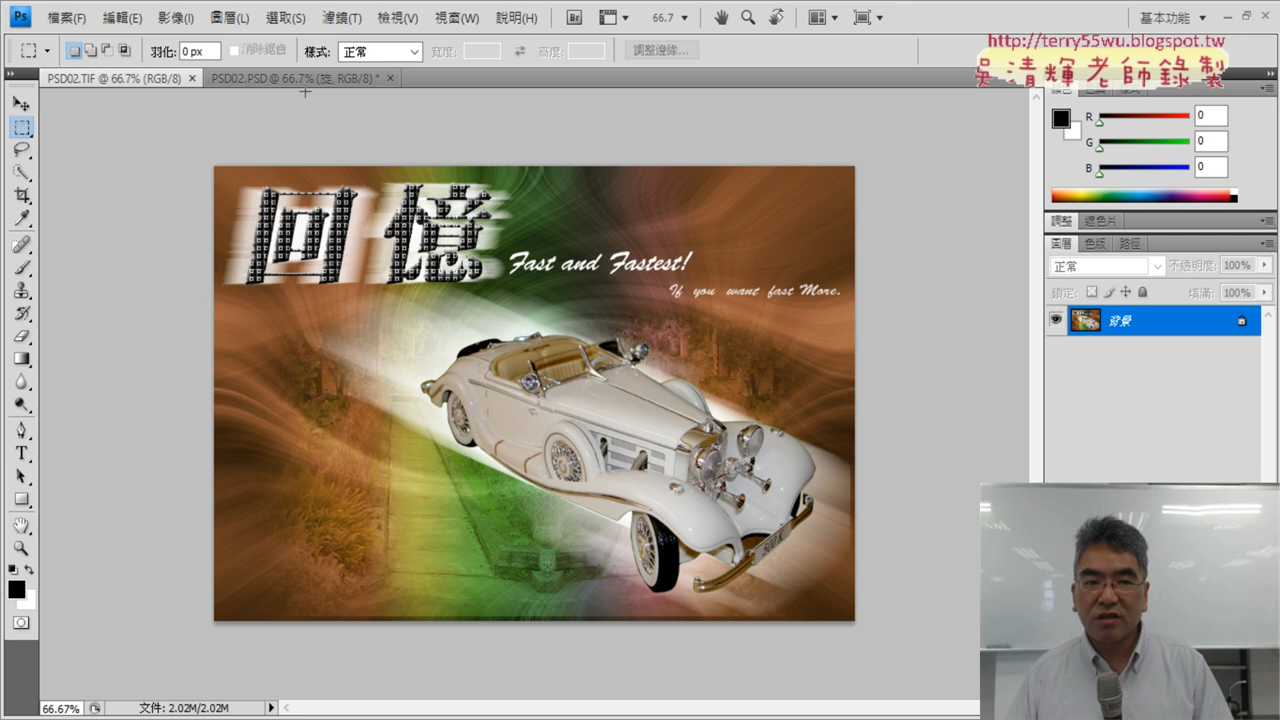 Ps
檔案(F) 編輯(E) 影像(I) 圖層(L) 選取(S) 濾鏡(T) 檢視(V) 視窗(W) 說明(H) Br 66.7 基本功能
羽化: 0 px 消除鋸齒 樣式: 正常 寬度: 高度: 調整邊緣...
http://terry55wu.blogspot.tw
吳清輝老師錄製
PSD02.TIF @ 66.7% (RGB/8) × PSD02.PSD @ 66.7% (旋, RGB/8) * ×
R 0
G 0
B 0
調整 遮色片
圖層 色版 路徑
正常 不透明度: 100%
鎖定: 填滿: 100%
背景
回憶
Fast and Fastest!
If you want fast More.
66.67% 文件: 2.02M/2.02M